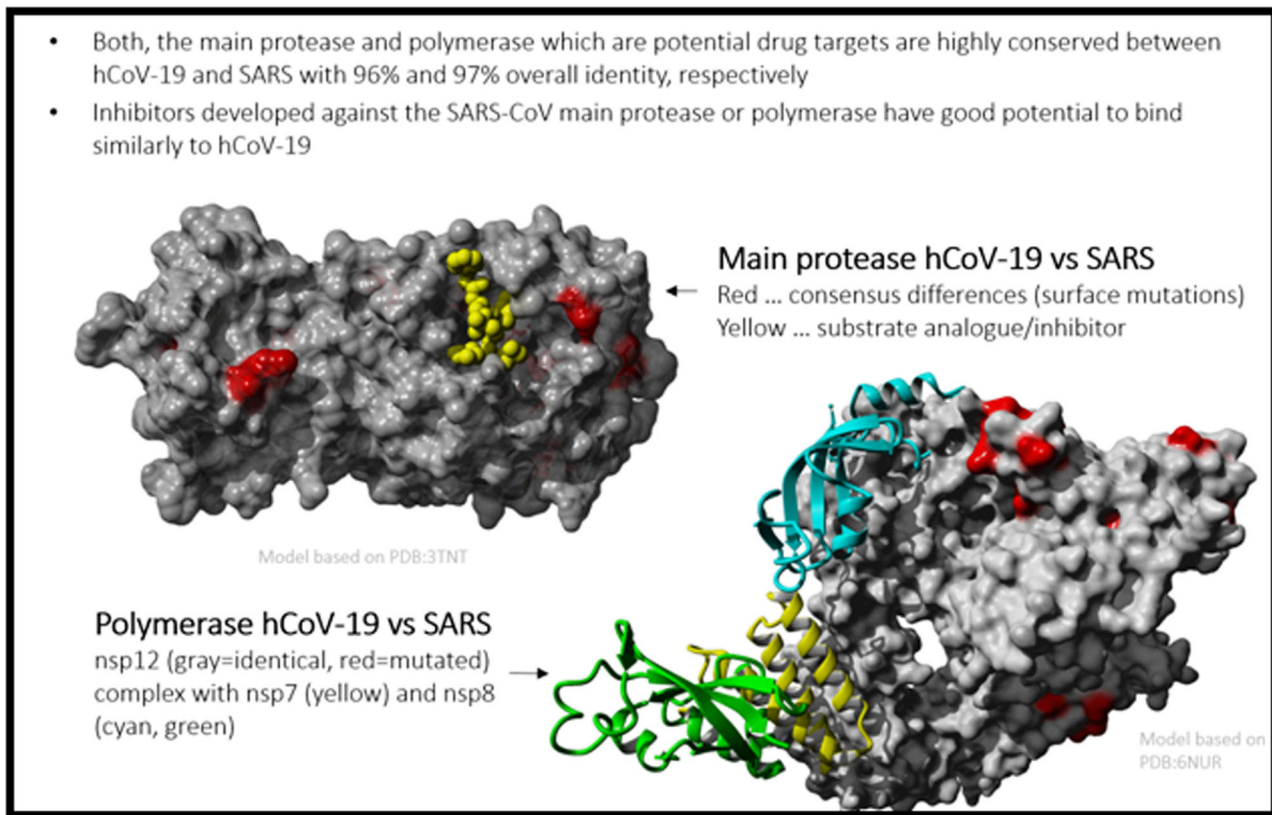 • Both, the main protease and polymerase which are potential drug targets are highly conserved between
hCoV-19 and SARS with 96% and 97% overall identity, respectively
• Inhibitors developed against the SARS-CoV main protease or polymerase have good potential to bind
similarly to hCoV-19
Main protease hCoV-19 vs SARS
Red ... consensus differences (surface mutations)
Yellow ... substrate analogue/inhibitor
Model based on PDB:3TNT
Polymerase hCoV-19 vs SARS
nsp12 (gray=identical, red=mutated)
complex with nsp7 (yellow) and nsp8
(cyan, green)
Model based on
PDB:6NUR